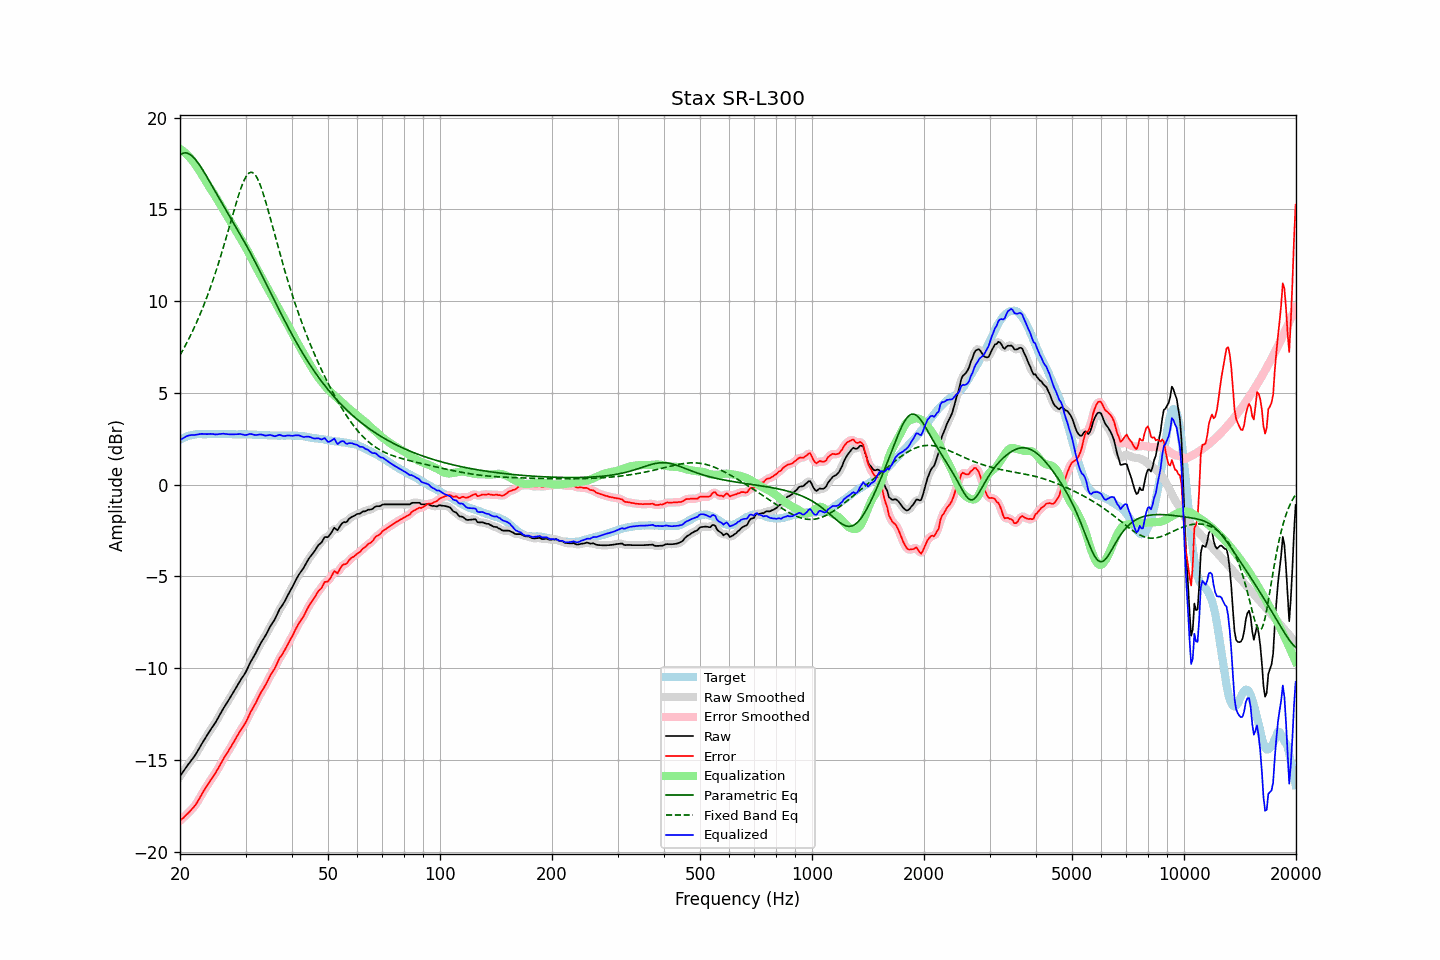 Stax SR-L300
Amplitude (dBr)
20
15
10
5
0
−5
−10
−15
−20
Target
Raw Smoothed
Error Smoothed
Raw
Error
Equalization
Parametric Eq
Fixed Band Eq
Equalized
20 50 100 200 500 1000 2000 5000 10000 20000
Frequency (Hz)